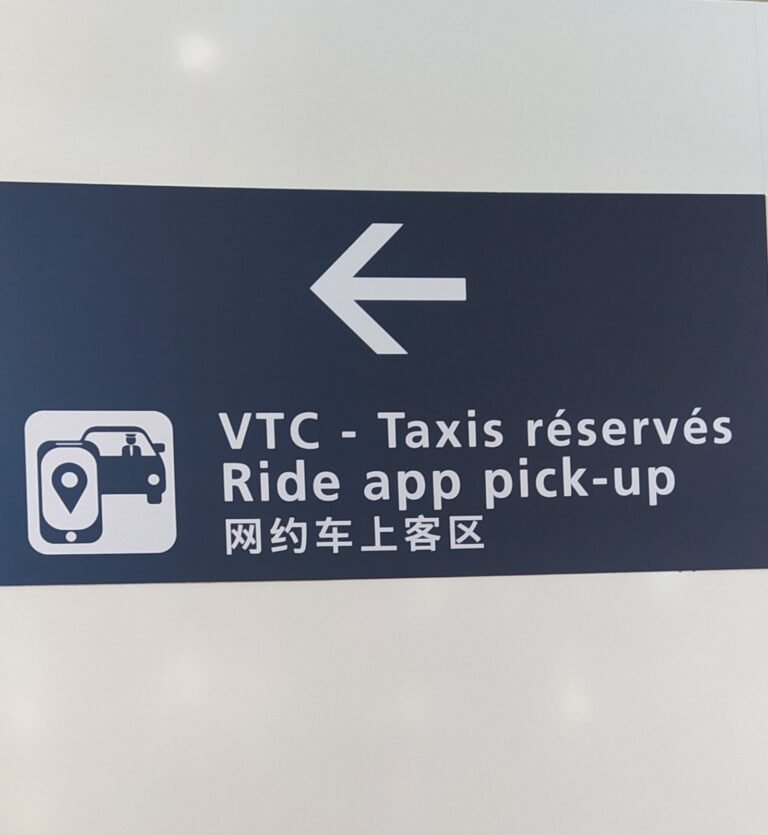 VTC - Taxis réservés
Ride app pick-up
网约车上客区